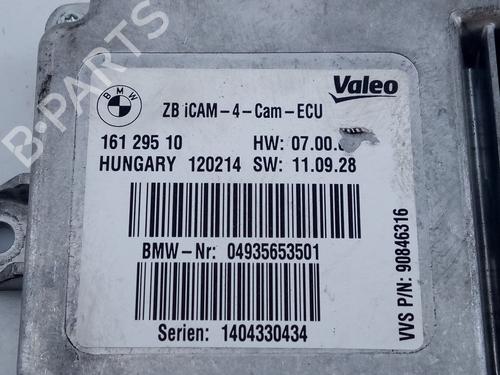 B-PARTS
BMW
ZB iCAM-4-Cam-ECU
Valeo
161 295 10
HW: 07.00.
HUNGARY 120214 SW: 11.09.28
BMW-Nr: 04935653501
Serien: 1404330434
VVS P/N: 90846316